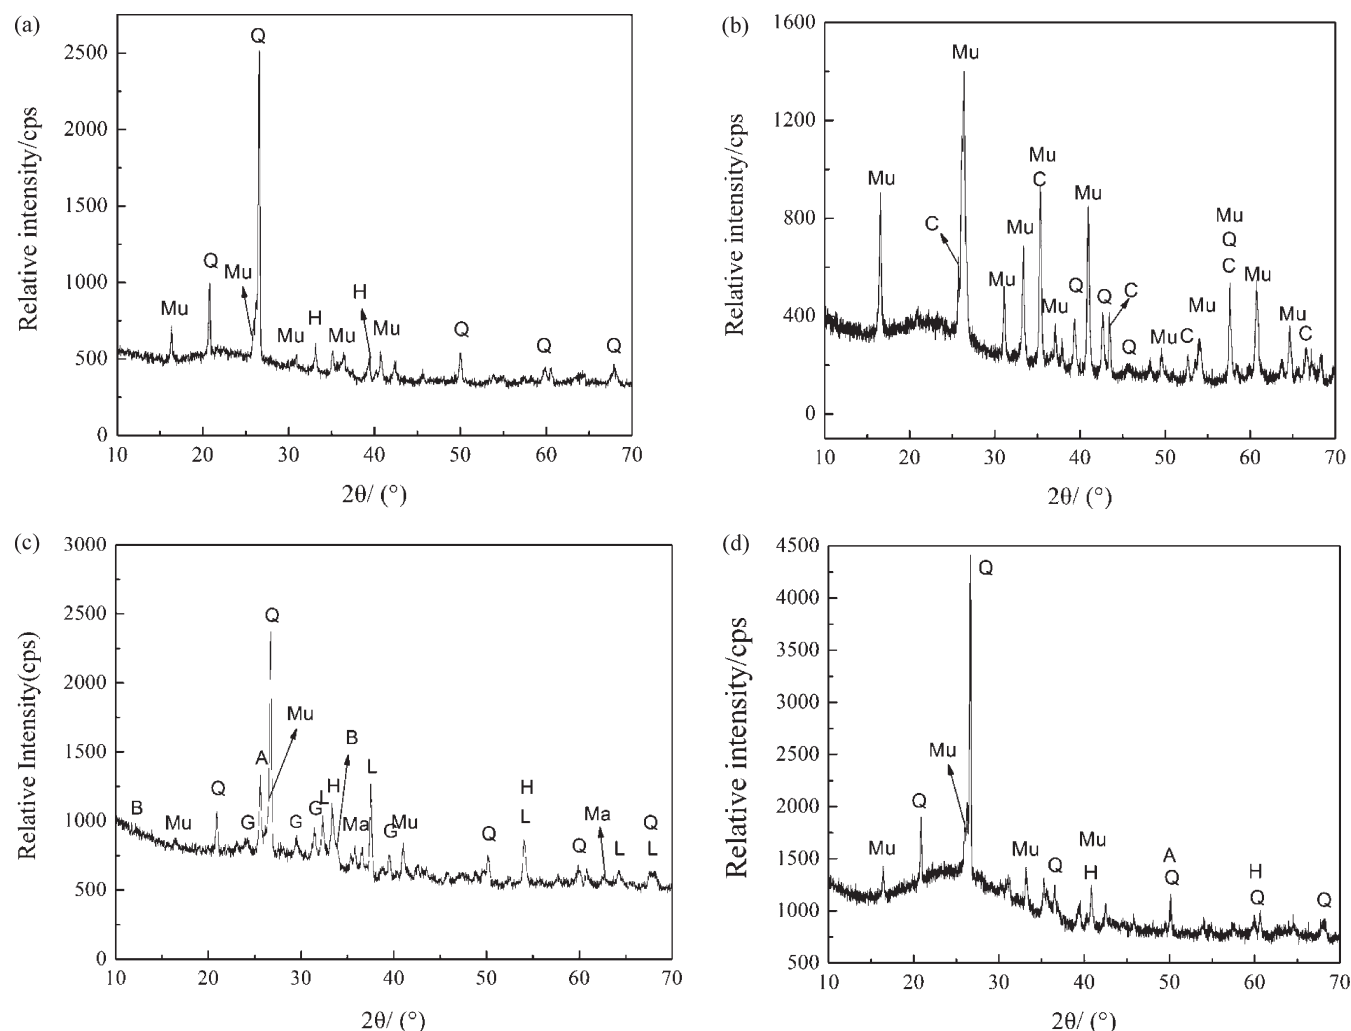 (a)
Relative intensity/cps
2500
2000
1500
1000
500
0
Q
Q
Mu
Mu
Mu
H
Mu
H
Mu
Q
Q
Q
10 20 30 40 50 60 70
2θ/ (°)
(b)
Relative intensity/cps
1600
1200
800
400
0
Mu
Mu
C
Mu
Mu
Mu
C
Mu
Q
Mu
Q
C
Q
Mu
C
Mu
Mu
Q
C
Mu
Mu
C
10 20 30 40 50 60 70
2θ/ (°)
(c)
Relative Intensity(cps)
3000
2500
2000
1500
1000
500
0
B
Mu
Q
G
A
Q
Mu
G
G
L
H
B
Ma
L
G
Mu
Q
H
L
Q
Ma
L
Q
L
10 20 30 40 50 60 70
2θ/ (°)
(d)
Relative intensity/cps
4500
4000
3500
3000
2500
2000
1500
1000
500
Mu
Q
Mu
Q
Mu
Q
Mu
H
A
Q
H
Q
Q
10 20 30 40 50 60 70
2θ/ (°)